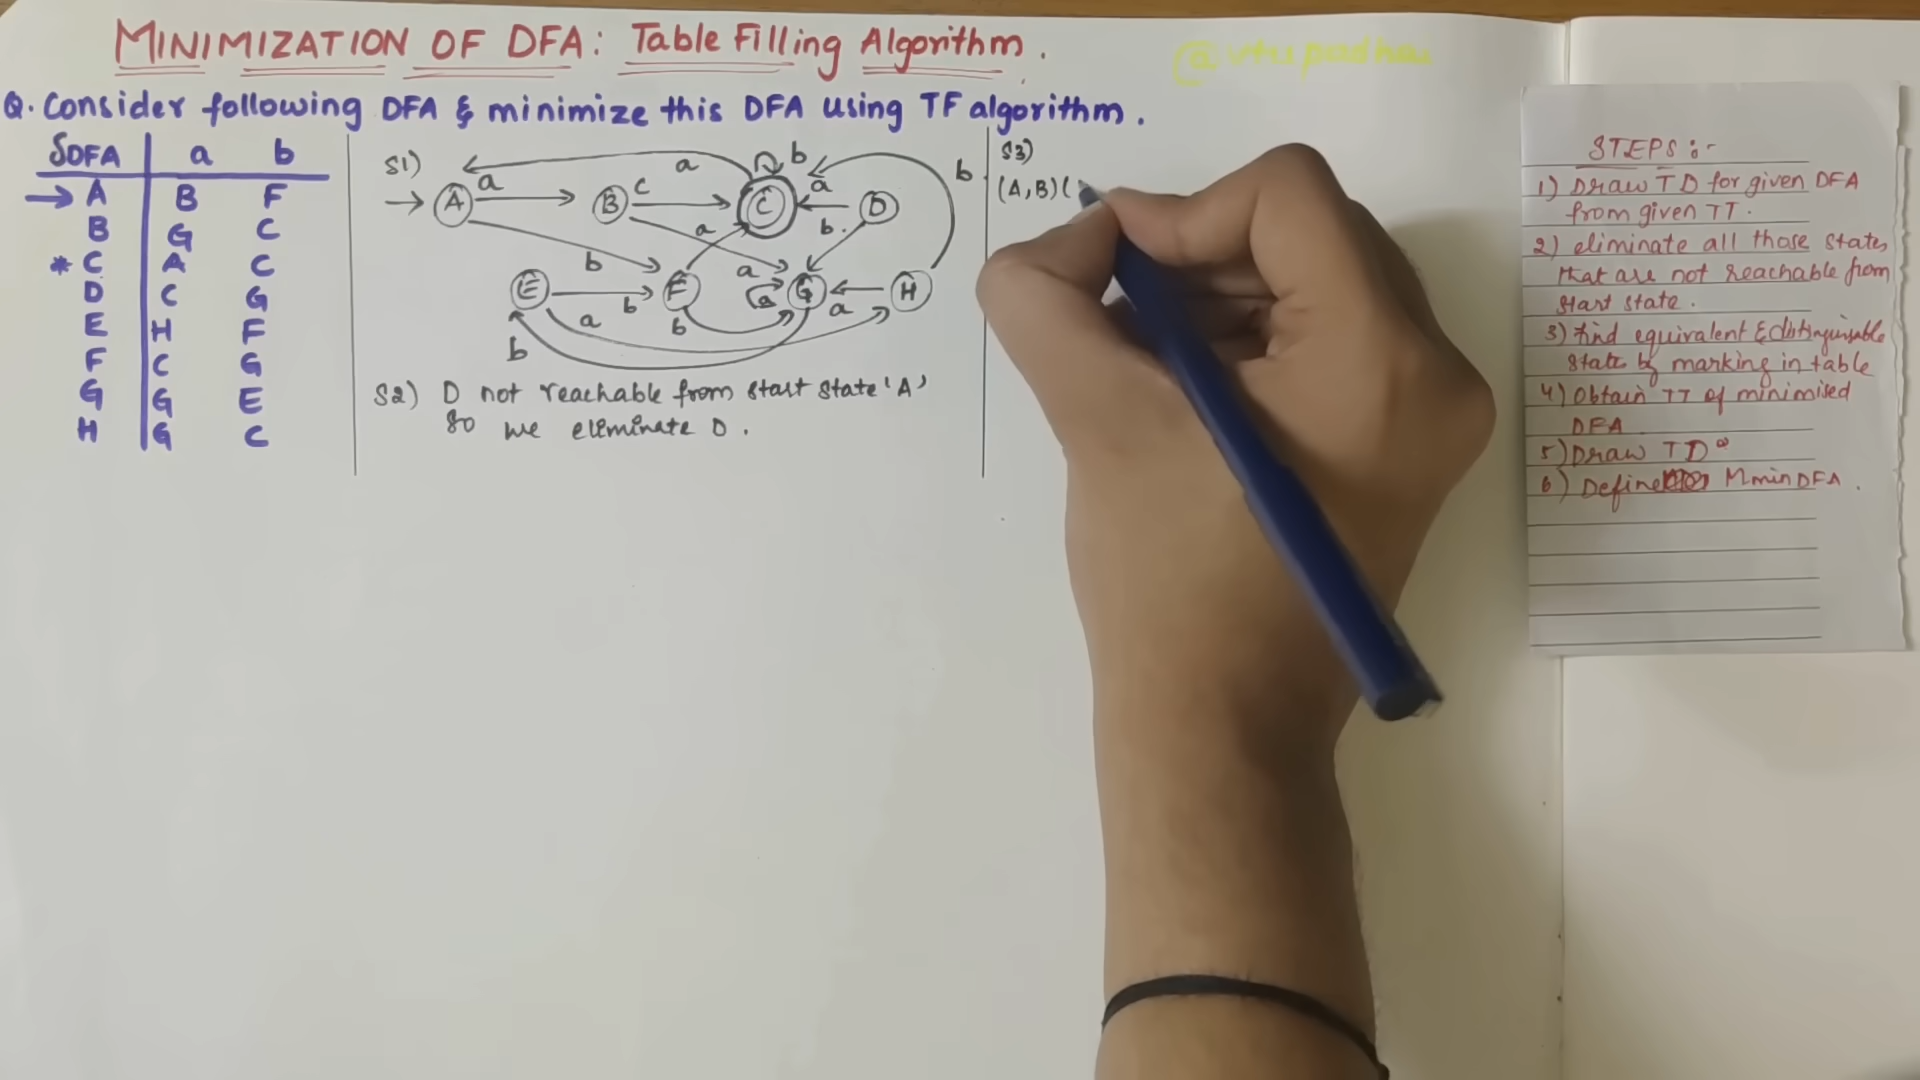 MINIMIZATION OF DFA: Table Filling Algorithm.
Q. Consider following DFA & minimize this DFA using TF algorithm.
δDFA a b
→ A B F
B G C
* C A C
D C G
E H F
F C G
G G E
H G C
S1)
a b b
A a B c C a D
a b.
b a
E b F a G a H
a b
b
S2) D not reachable from start state 'A'
so we eliminate D.
S3)
(A,B)(
STEPS :-
1) Draw TD for given DFA
from given TT.
2) eliminate all those states
that are not reachable from
start state.
3) find equivalent & distinguisable
state by marking in table
4) Obtain TT of minimised
DFA
5) Draw TD
6) Define MminDFA.